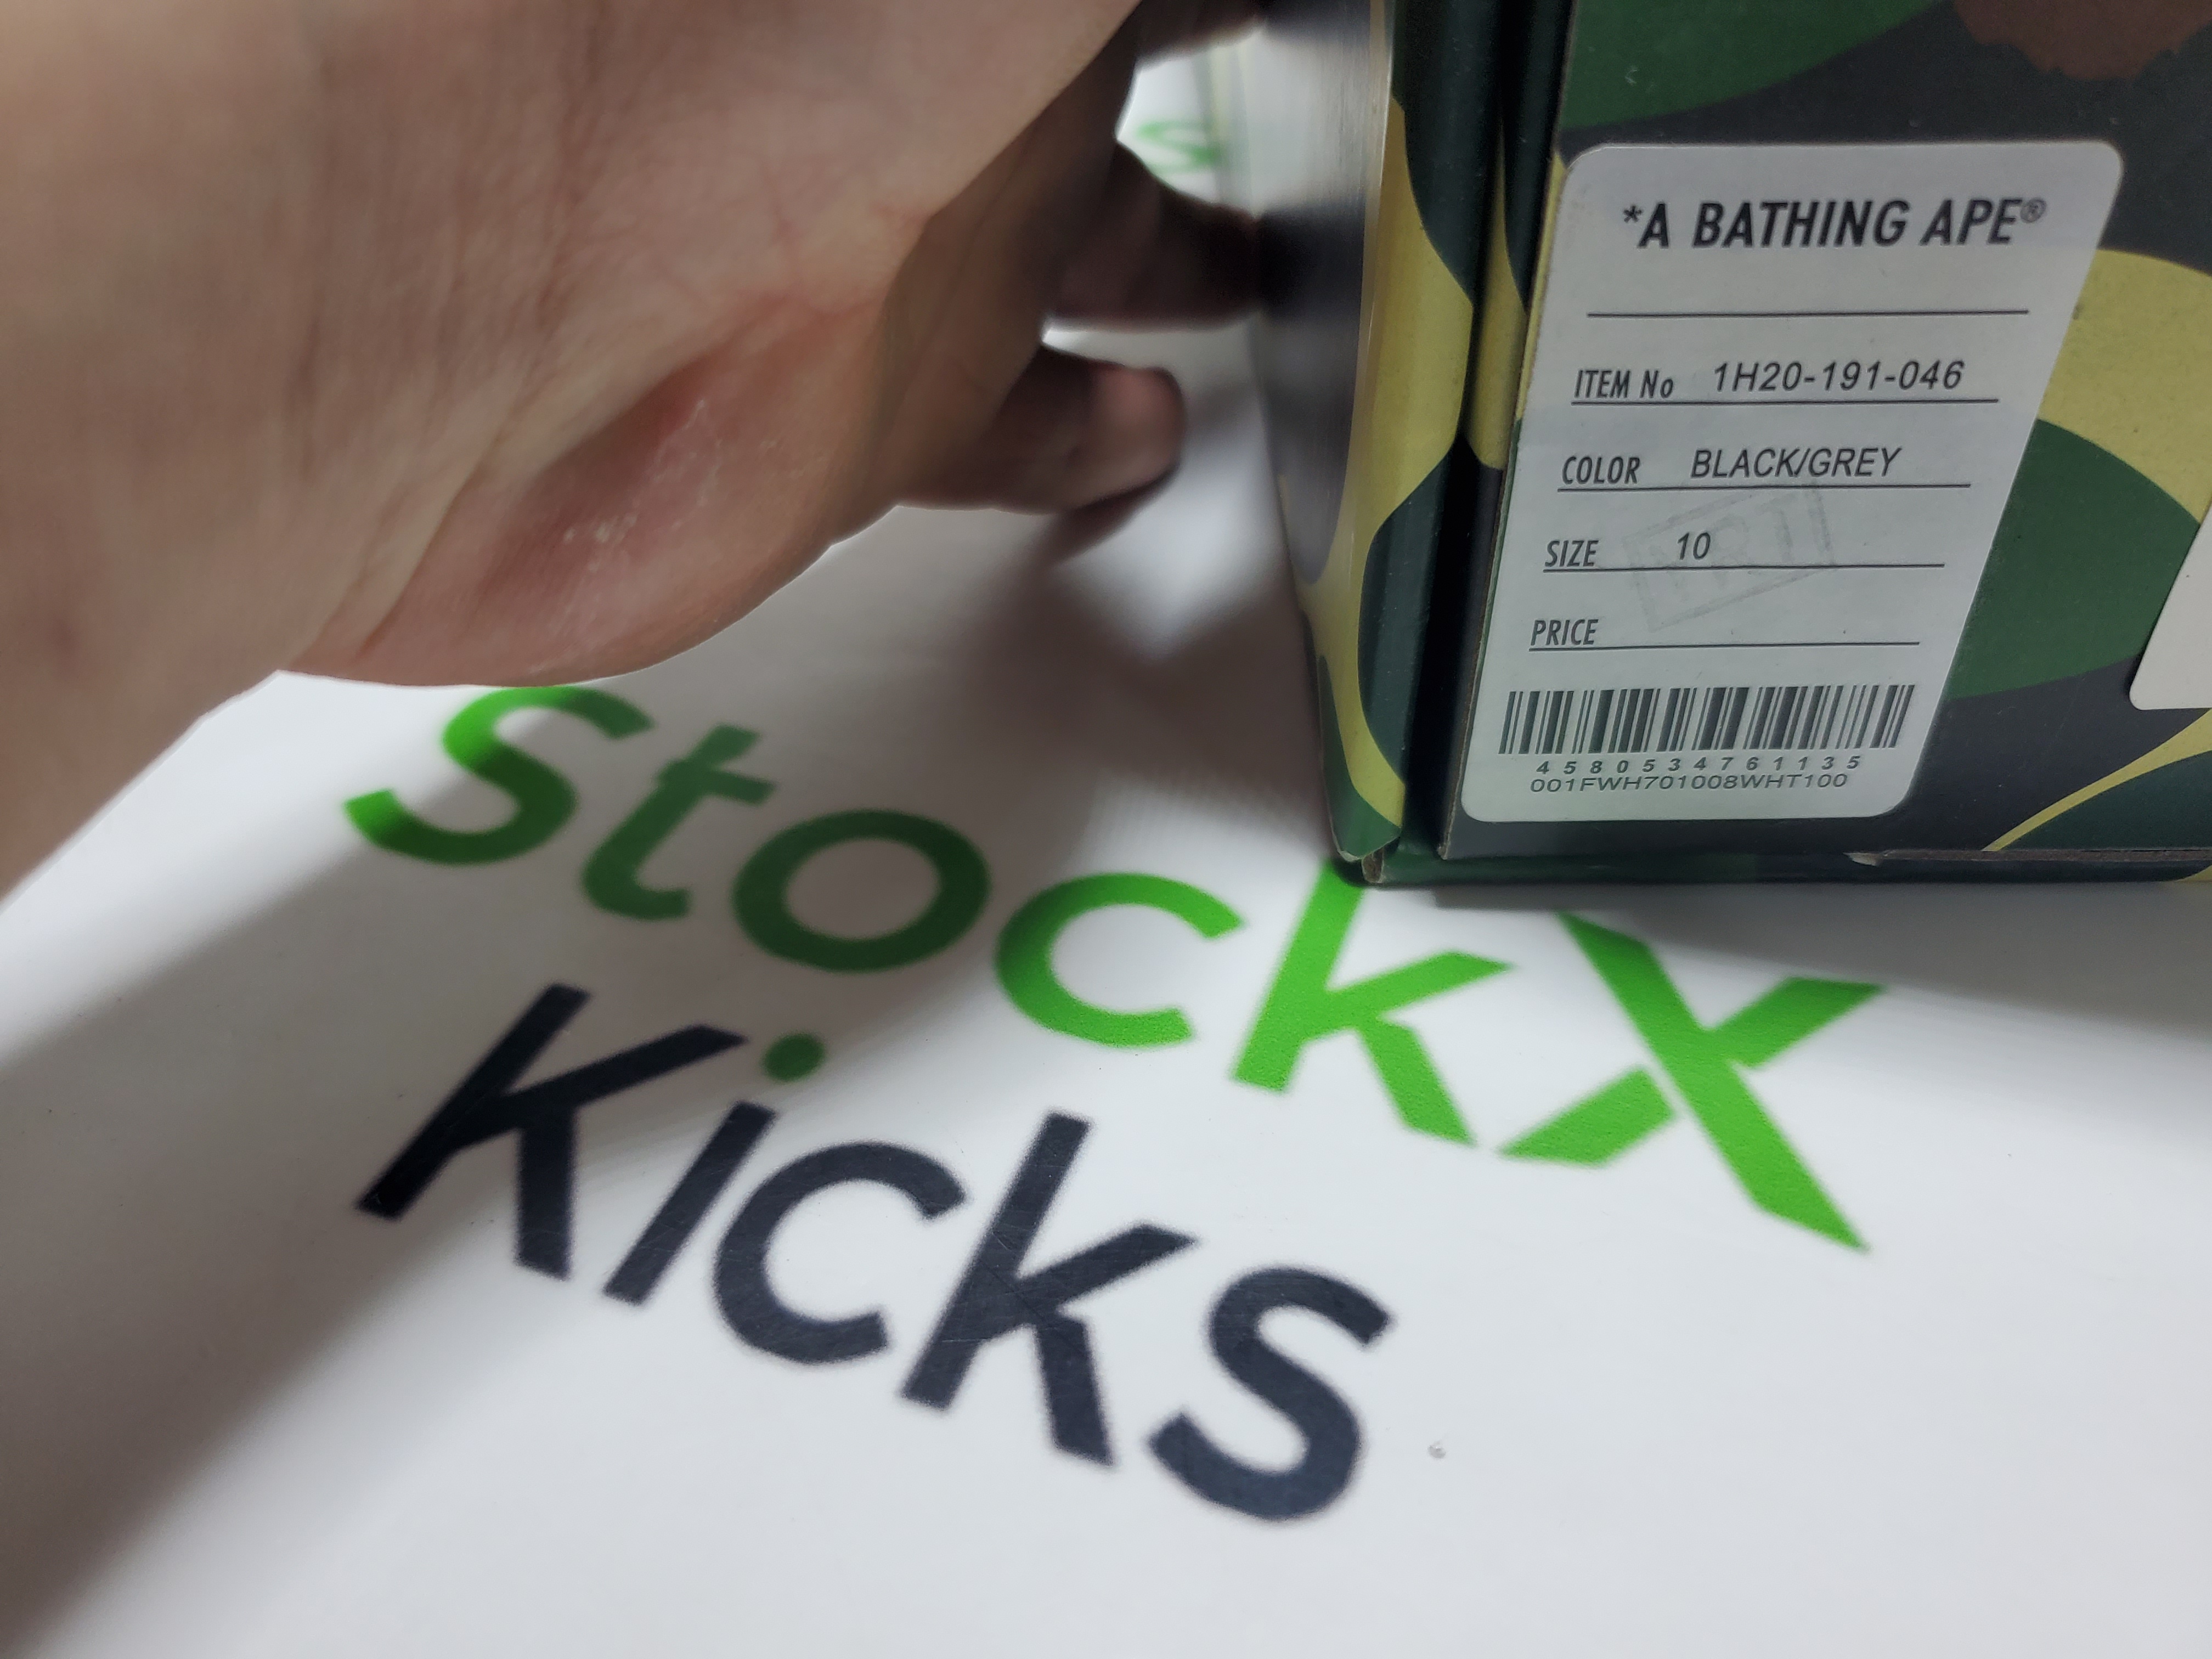 *A BATHING APE®
ITEM No 1H20-191-046
COLOR BLACK/GREY
SIZE 10
PRICE
4580534761135
001FWH701008WHT100
StockX
Kicks